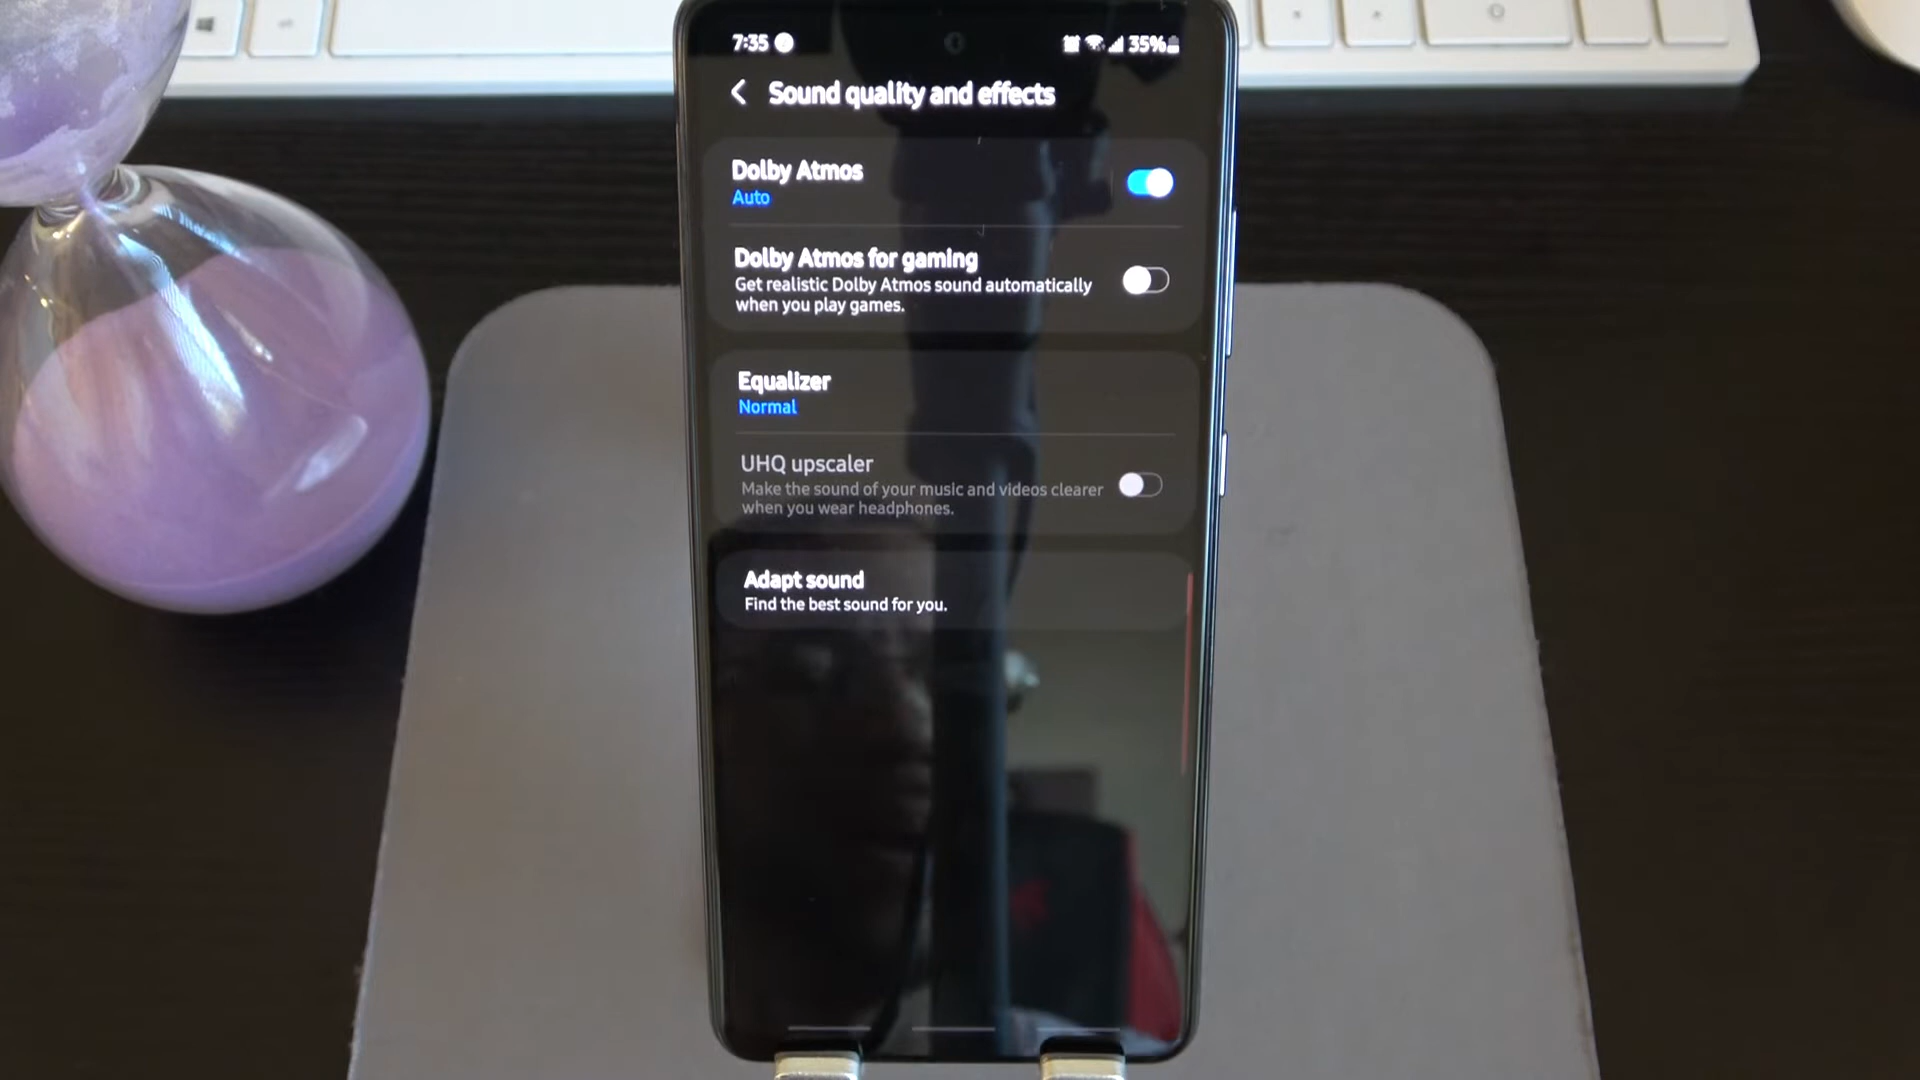 7:35
35%
Sound quality and effects
Dolby Atmos
Auto
Dolby Atmos for gaming
Get realistic Dolby Atmos sound automatically
when you play games.
Equalizer
Normal
UHQ upscaler
Make the sound of your music and videos clearer
when you wear headphones.
Adapt sound
Find the best sound for you.